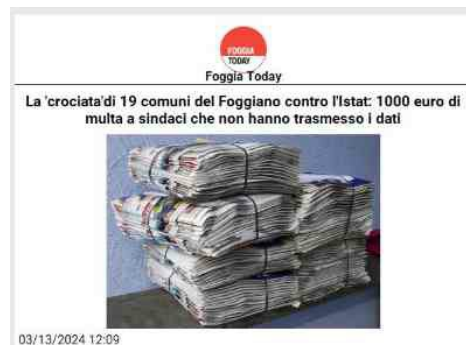 FOGGIA
TODAY
Foggia Today
La 'crociata'di 19 comuni del Foggiano contro l'Istat: 1000 euro di
multa a sindaci che non hanno trasmesso i dati
03/13/2024 12:09